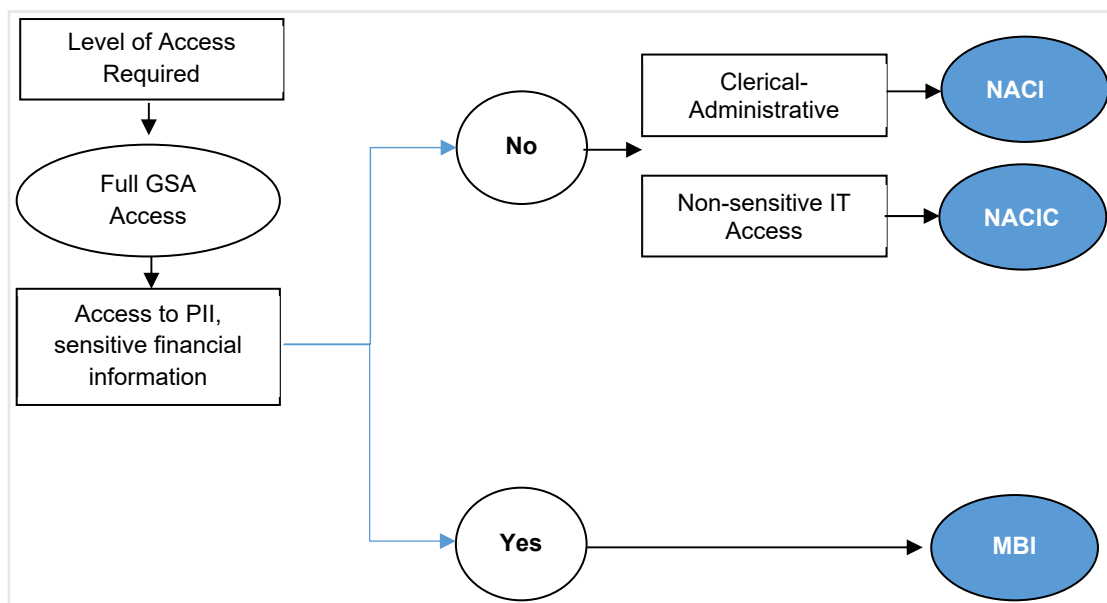 Level of Access
Required
Full GSA
Access
Access to PII,
sensitive financial
information
No
Clerical-
Administrative
NACI
Non-sensitive IT
Access
NACIC
Yes
MBI